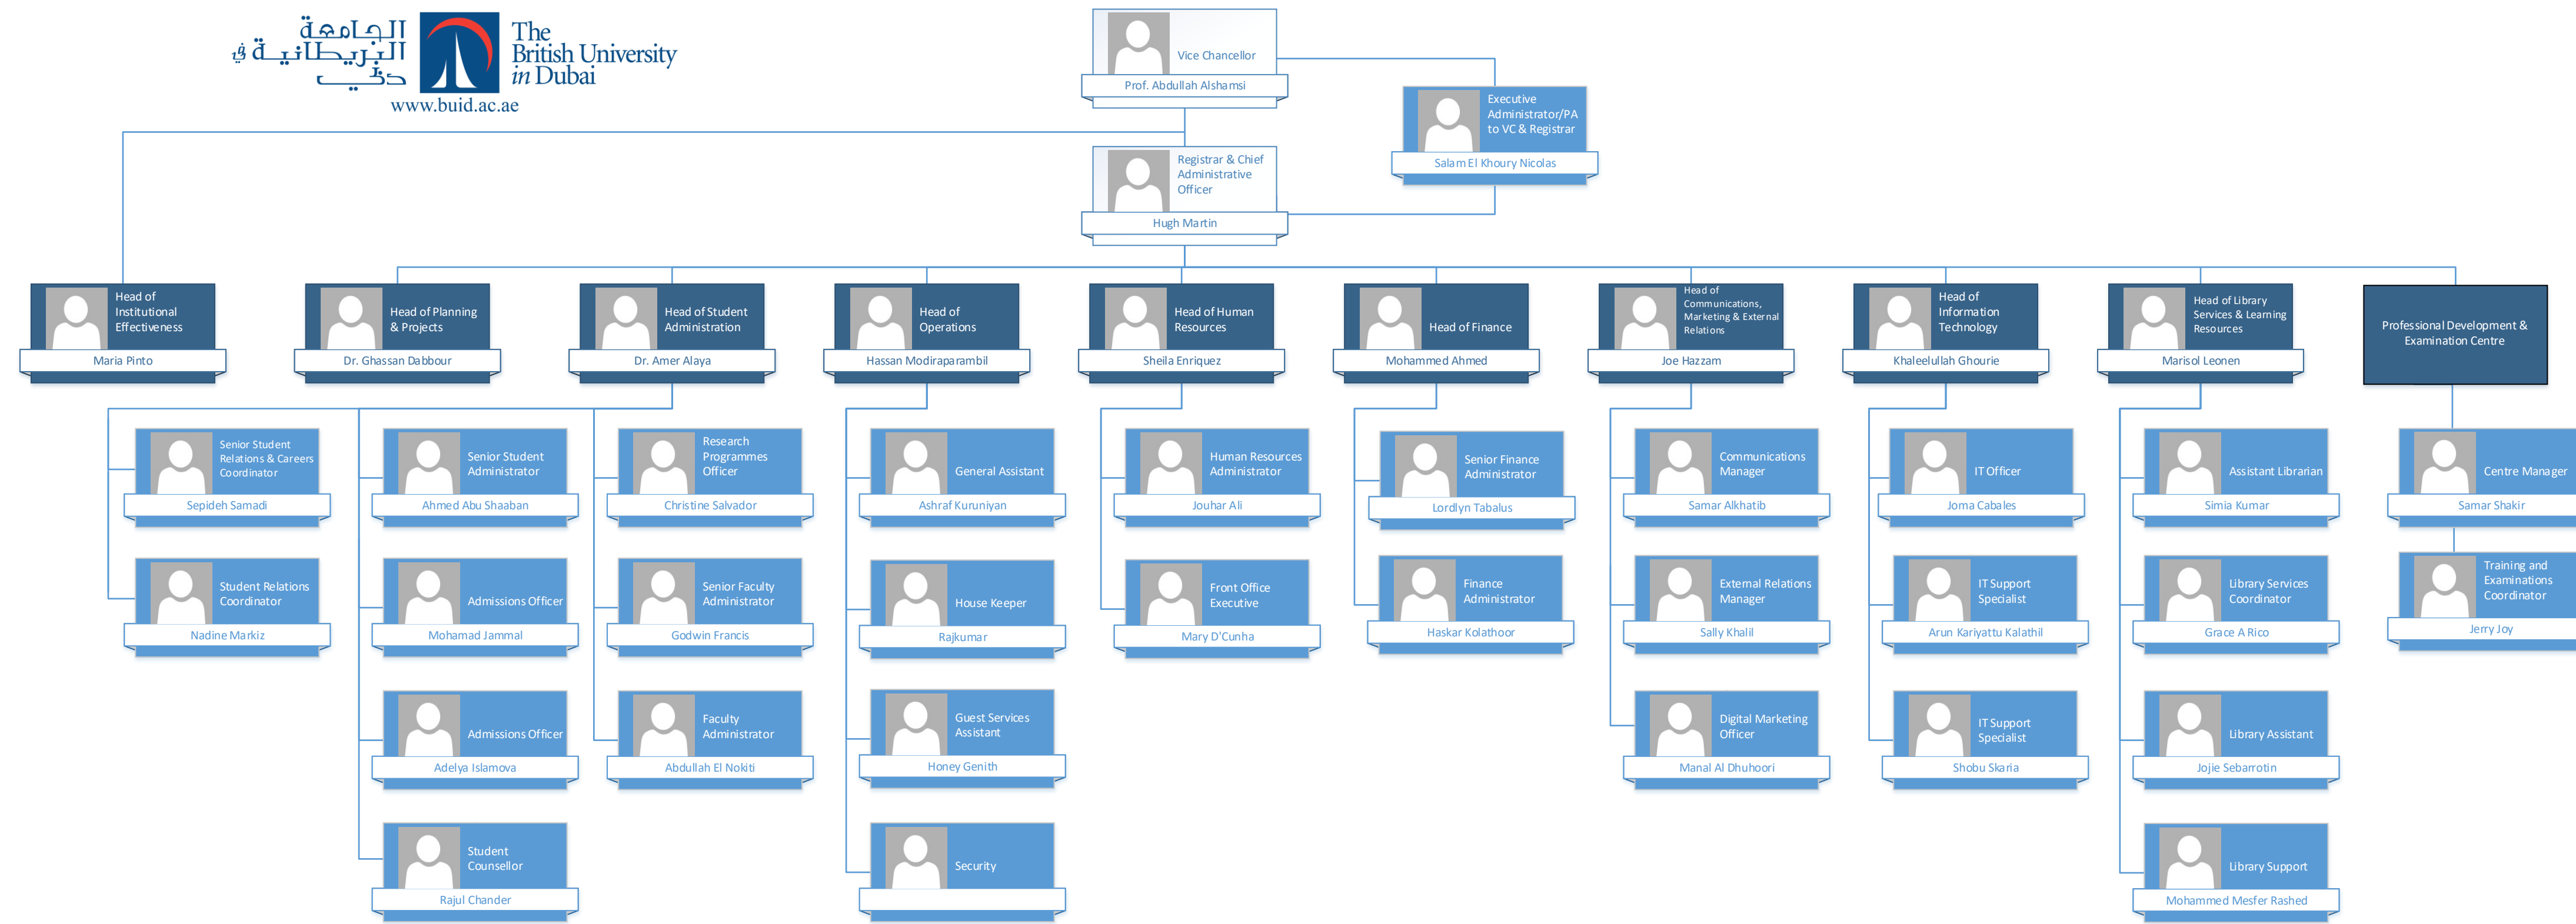 الجامعة
البريطانية في
دبي
The
British University
in Dubai
www.buid.ac.ae
Vice Chancellor
Prof. Abdullah Alshamsi
Executive
Administrator/PA
to VC & Registrar
Salam El Khoury Nicolas
Registrar & Chief
Administrative
Officer
Hugh Martin
Head of
Institutional
Effectiveness
Maria Pinto
Head of Planning
& Projects
Dr. Ghassan Dabbour
Head of Student
Administration
Dr. Amer Alaya
Head of
Operations
Hassan Modiraparambil
Head of Human
Resources
Sheila Enriquez
Head of Finance
Mohammed Ahmed
Head of
Communications,
Marketing & External
Relations
Joe Hazzam
Head of
Information
Technology
Khaleelullah Ghourie
Head of Library
Services & Learning
Resources
Marisol Leonen
Professional Development &
Examination Centre
Senior Student
Relations & Careers
Coordinator
Sepideh Samadi
Senior Student
Administrator
Ahmed Abu Shaaban
Research
Programmes
Officer
Christine Salvador
General Assistant
Ashraf Kuruniyan
Human Resources
Administrator
Jouhar Ali
Senior Finance
Administrator
Lordlyn Tabalus
Communications
Manager
Samar Alkhatib
IT Officer
Joma Cabales
Assistant Librarian
Simia Kumar
Centre Manager
Samar Shakir
Student Relations
Coordinator
Nadine Markiz
Admissions Officer
Mohamad Jammal
Senior Faculty
Administrator
Godwin Francis
House Keeper
Rajkumar
Front Office
Executive
Mary D'Cunha
Finance
Administrator
Haskar Kolathoor
External Relations
Manager
Sally Khalil
IT Support
Specialist
Arun Kariyattu Kalathil
Library Services
Coordinator
Grace A Rico
Training and
Examinations
Coordinator
Jerry Joy
Admissions Officer
Adelya Islamova
Faculty
Administrator
Abdullah El Nokiti
Guest Services
Assistant
Honey Genith
Digital Marketing
Officer
Manal Al Dhuhoori
IT Support
Specialist
Shobu Skaria
Library Assistant
Jojie Sebarrotin
Student
Counsellor
Rajul Chander
Security
Library Support
Mohammed Mesfer Rashed